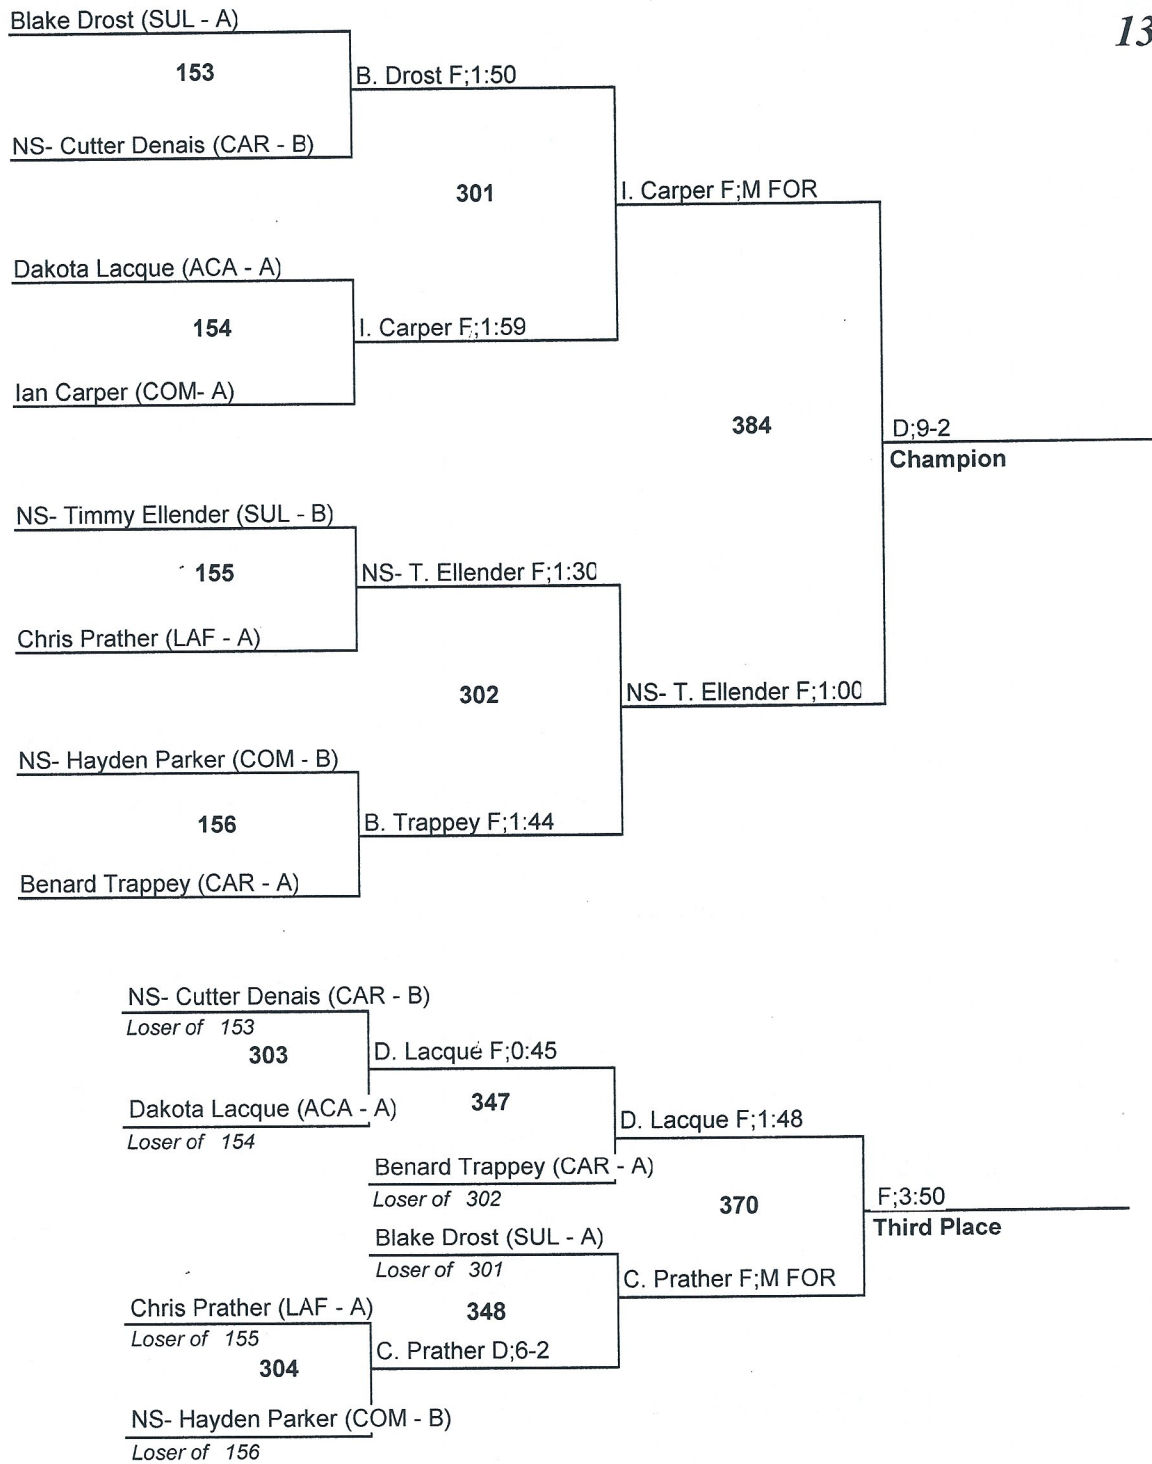 13
Blake Drost (SUL - A)
153
B. Drost F;1:50
NS- Cutter Denais (CAR - B)
301
I. Carper F;M FOR
Dakota Lacque (ACA - A)
154
I. Carper F;1:59
Ian Carper (COM- A)
384
D;9-2
Champion
NS- Timmy Ellender (SUL - B)
155
NS- T. Ellender F;1:30
Chris Prather (LAF - A)
302
NS- T. Ellender F;1:00
NS- Hayden Parker (COM - B)
156
B. Trappey F;1:44
Benard Trappey (CAR - A)
NS- Cutter Denais (CAR - B)
Loser of 153
303
D. Lacque F;0:45
Dakota Lacque (ACA - A)
347
Loser of 154
D. Lacque F;1:48
Benard Trappey (CAR - A)
Loser of 302
370
F;3:50
Third Place
Blake Drost (SUL - A)
Loser of 301
C. Prather F;M FOR
Chris Prather (LAF - A)
348
Loser of 155
C. Prather D;6-2
304
NS- Hayden Parker (COM - B)
Loser of 156